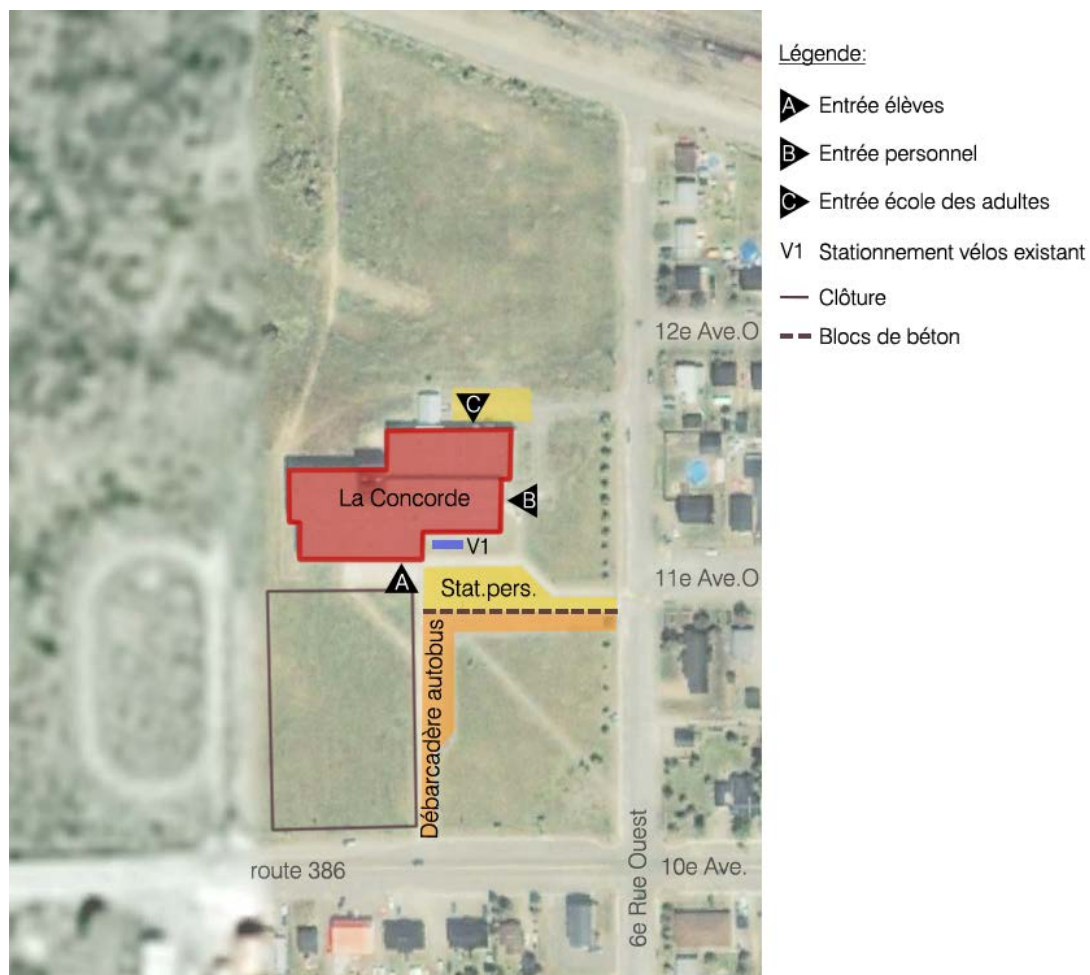 Légende:
A Entrée élèves
B Entrée personnel
C Entrée école des adultes
V1 Stationnement vélos existant
Clôture
Blocs de béton
12e Ave.O
C
La Concorde
B
V1
A
Stat.pers.
11e Ave.O
Débarcadère autobus
route 386
6e Rue Ouest
10e Ave.